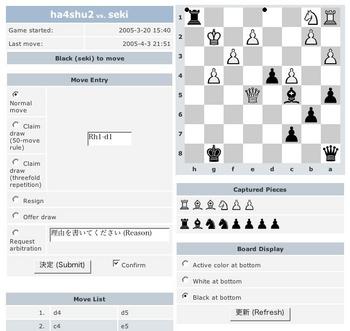 ha4shu2 vs. seki
Game started: 2005-3-20 15:40
Last move: 2005-4-3 21:51
Black (seki) to move
Move Entry
Normal move
Claim draw (50-move rule)
Claim draw (threefold repetition)
Rh1-d1
Resign
Offer draw
Request arbitration
理由を書いてください (Reason)
決定 (Submit)
Confirm
Move List
1. d4 d5
2. c4 e5
1
2
3
4
5
6
7
8
h g f e d c b a
Captured Pieces
Board Display
Active color at bottom
White at bottom
Black at bottom
更新 (Refresh)